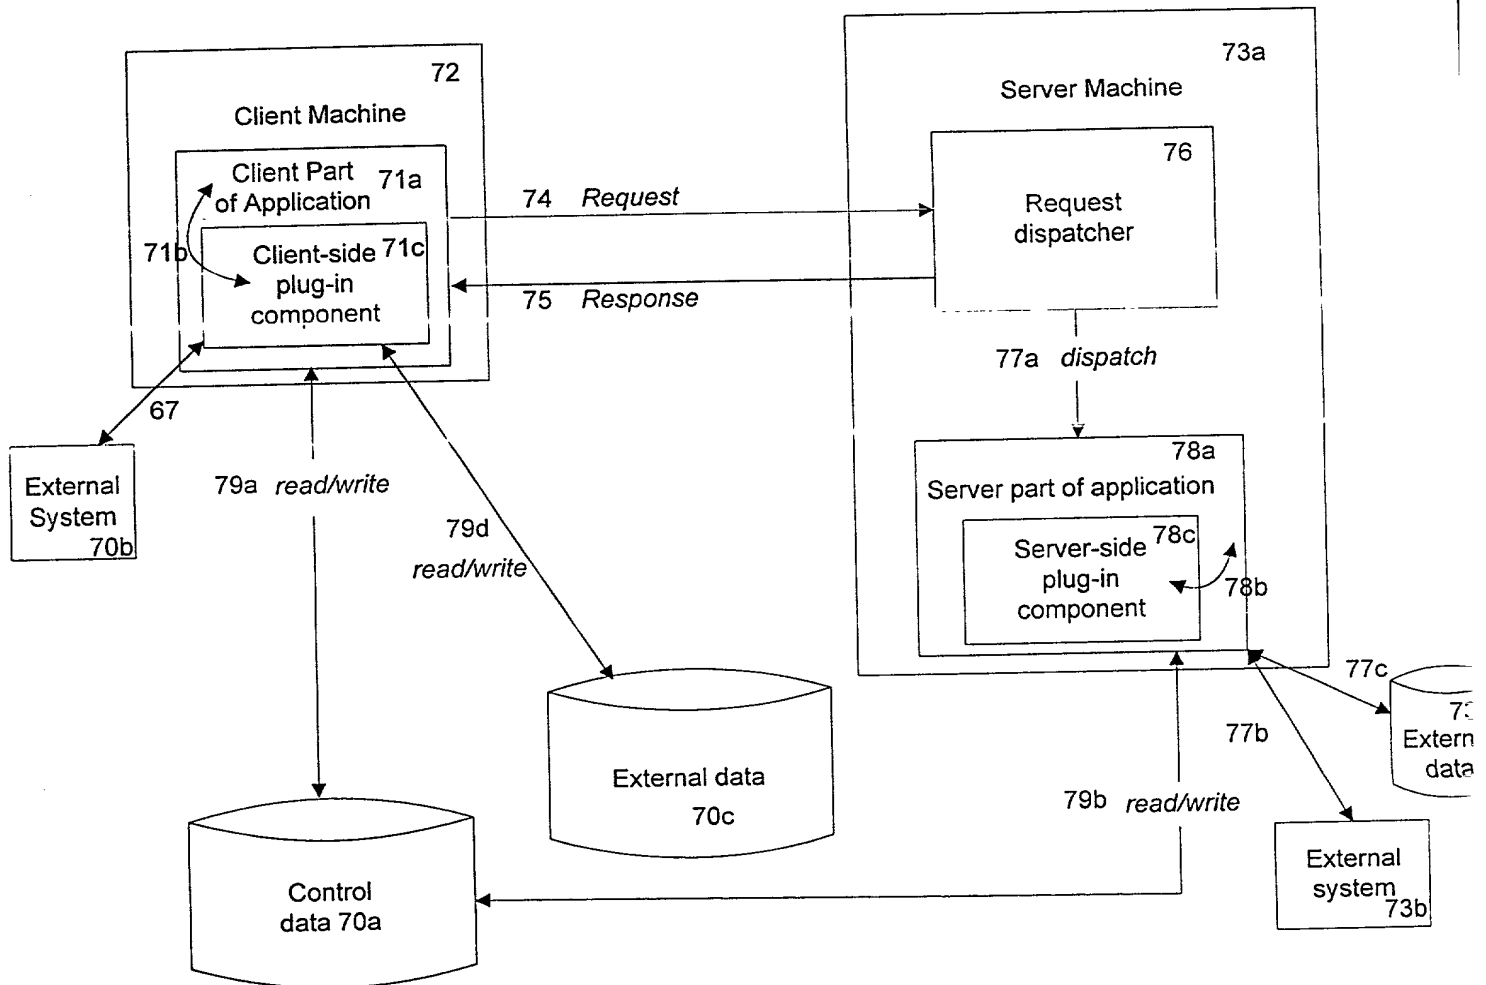 72
Client Machine
Client Part
of Application
71a
71b
Client-side
71c
plug-in
component
67
External
System
70b
79a read/write
79d
read/write
External data
70c
Control
data 70a
74 Request
75 Response
73a
Server Machine
76
Request
dispatcher
77a dispatch
78a
Server part of application
78c
Server-side
plug-in
component
78b
77c
77b
79b read/write
External
system
73b
data